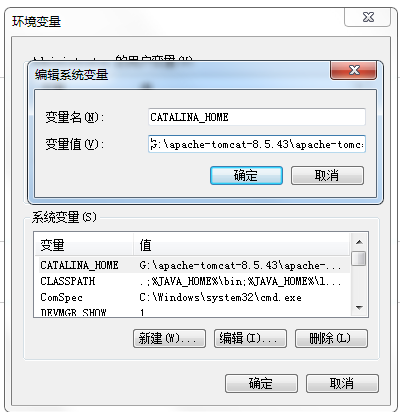 环境变量
的用户变量(U)
编辑系统变量
变量名(N):
CATALINA_HOME
变量值(V):
G:\apache-tomcat-8.5.43\apache-tomc
确定
取消
系统变量(S)
变量 值
CATALINA_HOME G:\apache-tomcat-8.5.43\apache-...
CLASSPATH .;%JAVA_HOME%\bin;%JAVA_HOME%\l...
ComSpec C:\Windows\system32\cmd.exe
DEVMGR_SHOW 1
新建(W)...
编辑(I)...
删除(L)
确定
取消